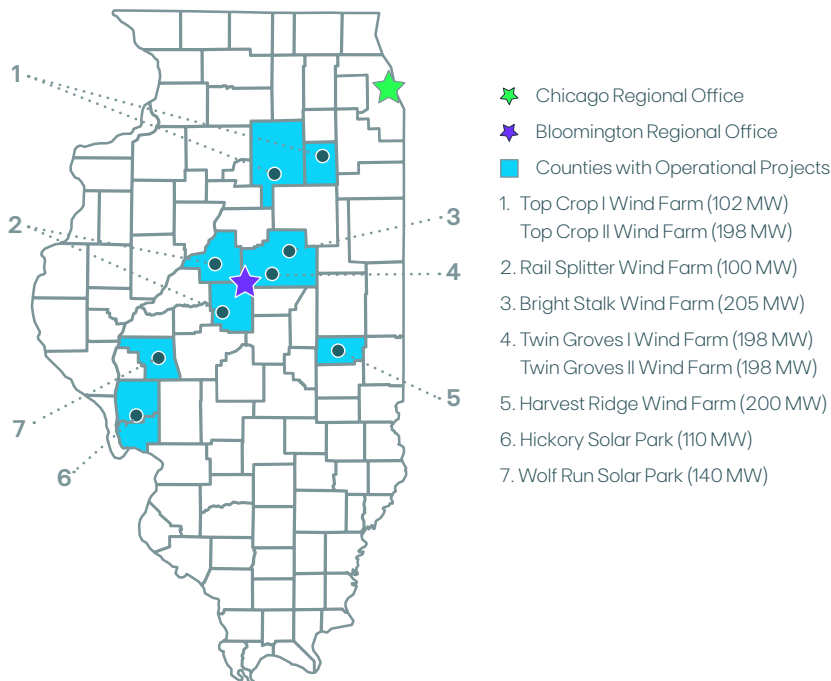 1
2
3
4
5
7
6
Chicago Regional Office
Bloomington Regional Office
Counties with Operational Projects
1. Top Crop I Wind Farm (102 MW)
Top Crop II Wind Farm (198 MW)
2. Rail Splitter Wind Farm (100 MW)
3. Bright Stalk Wind Farm (205 MW)
4. Twin Groves I Wind Farm (198 MW)
Twin Groves II Wind Farm (198 MW)
5. Harvest Ridge Wind Farm (200 MW)
6. Hickory Solar Park (110 MW)
7. Wolf Run Solar Park (140 MW)